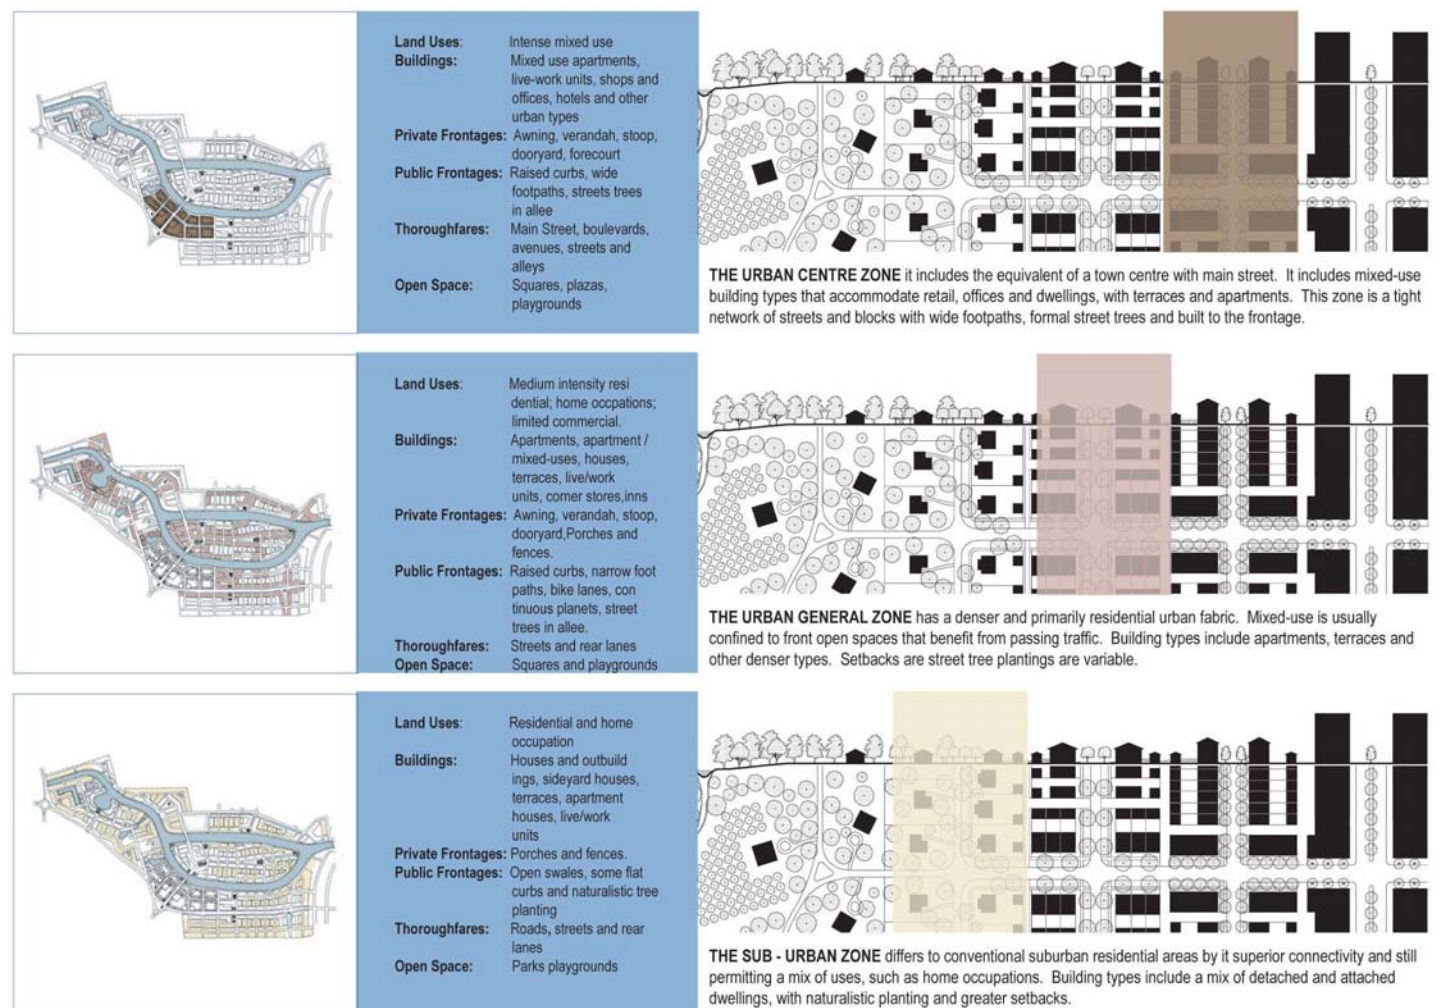 Land Uses: Intense mixed use
Buildings: Mixed use apartments,
live-work units, shops and
offices, hotels and other
urban types
Private Frontages: Awning, verandah, stoop,
dooryard, forecourt
Public Frontages: Raised curbs, wide
footpaths, streets trees
in allee
Thoroughfares: Main Street, boulevards,
avenues, streets and
alleys
Open Space: Squares, plazas,
playgrounds
THE URBAN CENTRE ZONE it includes the equivalent of a town centre with main street. It includes mixed-use
building types that accommodate retail, offices and dwellings, with terraces and apartments. This zone is a tight
network of streets and blocks with wide footpaths, formal street trees and built to the frontage.
Land Uses: Medium intensity resi
dential; home occpations;
limited commercial.
Buildings: Apartments, apartment /
mixed-uses, houses,
terraces, live/work
units, corner stores,inns
Private Frontages: Awning, verandah, stoop,
dooryard,Porches and
fences.
Public Frontages: Raised curbs, narrow foot
paths, bike lanes, con
tinuous planets, street
trees in allee.
Thoroughfares: Streets and rear lanes
Open Space: Squares and playgrounds
THE URBAN GENERAL ZONE has a denser and primarily residential urban fabric. Mixed-use is usually
confined to front open spaces that benefit from passing traffic. Building types include apartments, terraces and
other denser types. Setbacks are street tree plantings are variable.
Land Uses: Residential and home
occupation
Buildings: Houses and outbuild
ings, sideyard houses,
terraces, apartment
houses, live/work
units
Private Frontages: Porches and fences.
Public Frontages: Open swales, some flat
curbs and naturalistic tree
planting
Thoroughfares: Roads, streets and rear
lanes
Open Space: Parks playgrounds
THE SUB - URBAN ZONE differs to conventional suburban residential areas by it superior connectivity and still
permitting a mix of uses, such as home occupations. Building types include a mix of detached and attached
dwellings, with naturalistic planting and greater setbacks.